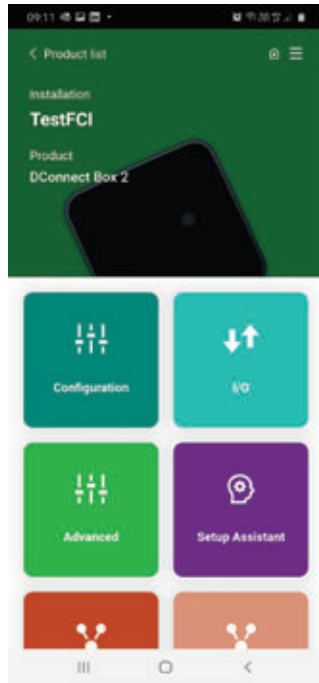 09:11
< Product list
Installation
TestFCI
Product
DConnect Box 2
Configuration
I/O
Advanced
Setup Assistant